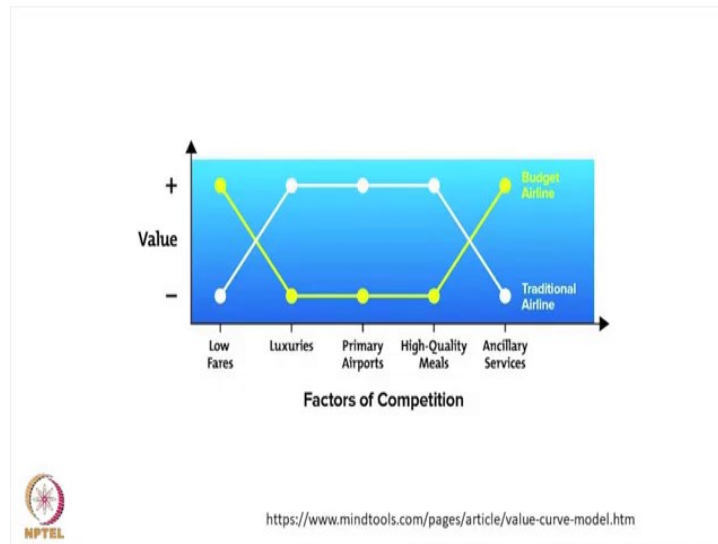 +
Value
−
Budget
Airline
Traditional
Airline
Low
Fares
Luxuries
Primary
Airports
High-Quality
Meals
Ancillary
Services
Factors of Competition
NPTEL
https://www.mindtools.com/pages/article/value-curve-model.htm